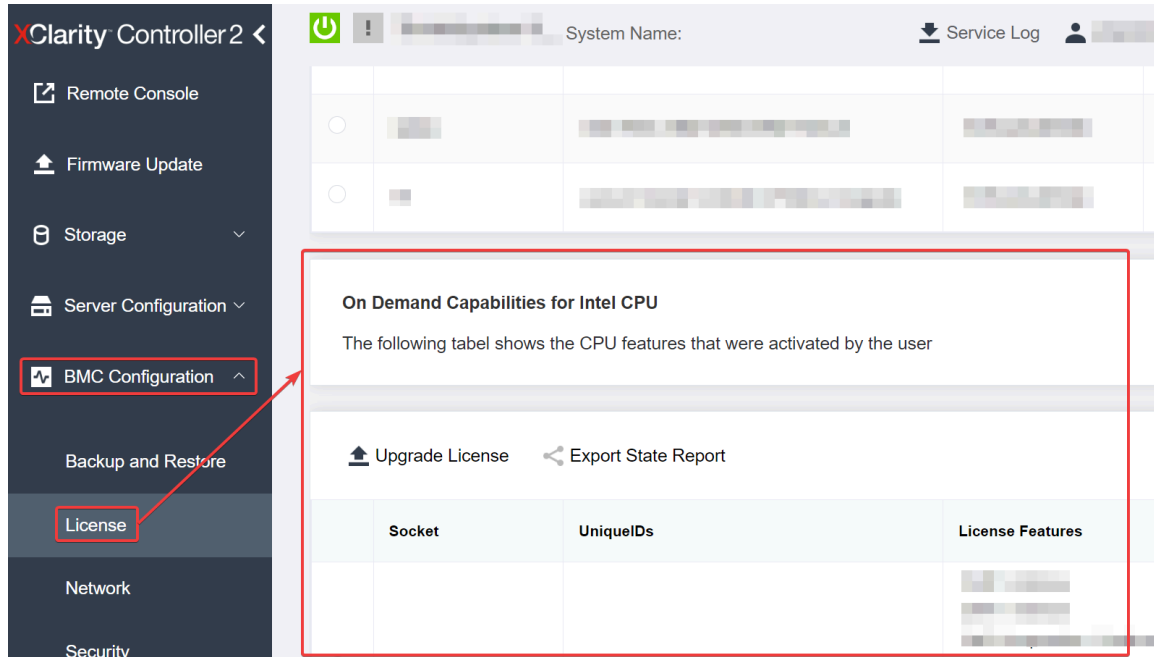 XClarity Controller 2
Remote Console
Firmware Update
Storage
Server Configuration
BMC Configuration
Backup and Restore
License
Network
Security
System Name:
Service Log
On Demand Capabilities for Intel CPU
The following tabel shows the CPU features that were activated by the user
Upgrade License
Export State Report
Socket UniqueIDs License Features